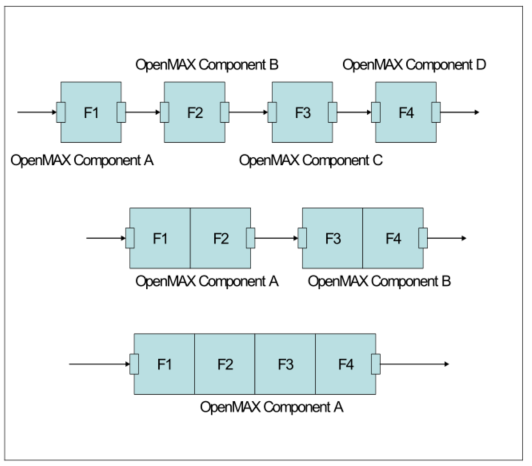 OpenMAX Component B
OpenMAX Component D
F1
F2
F3
F4
OpenMAX Component A
OpenMAX Component C
F1
F2
F3
F4
OpenMAX Component A
OpenMAX Component B
F1
F2
F3
F4
OpenMAX Component A